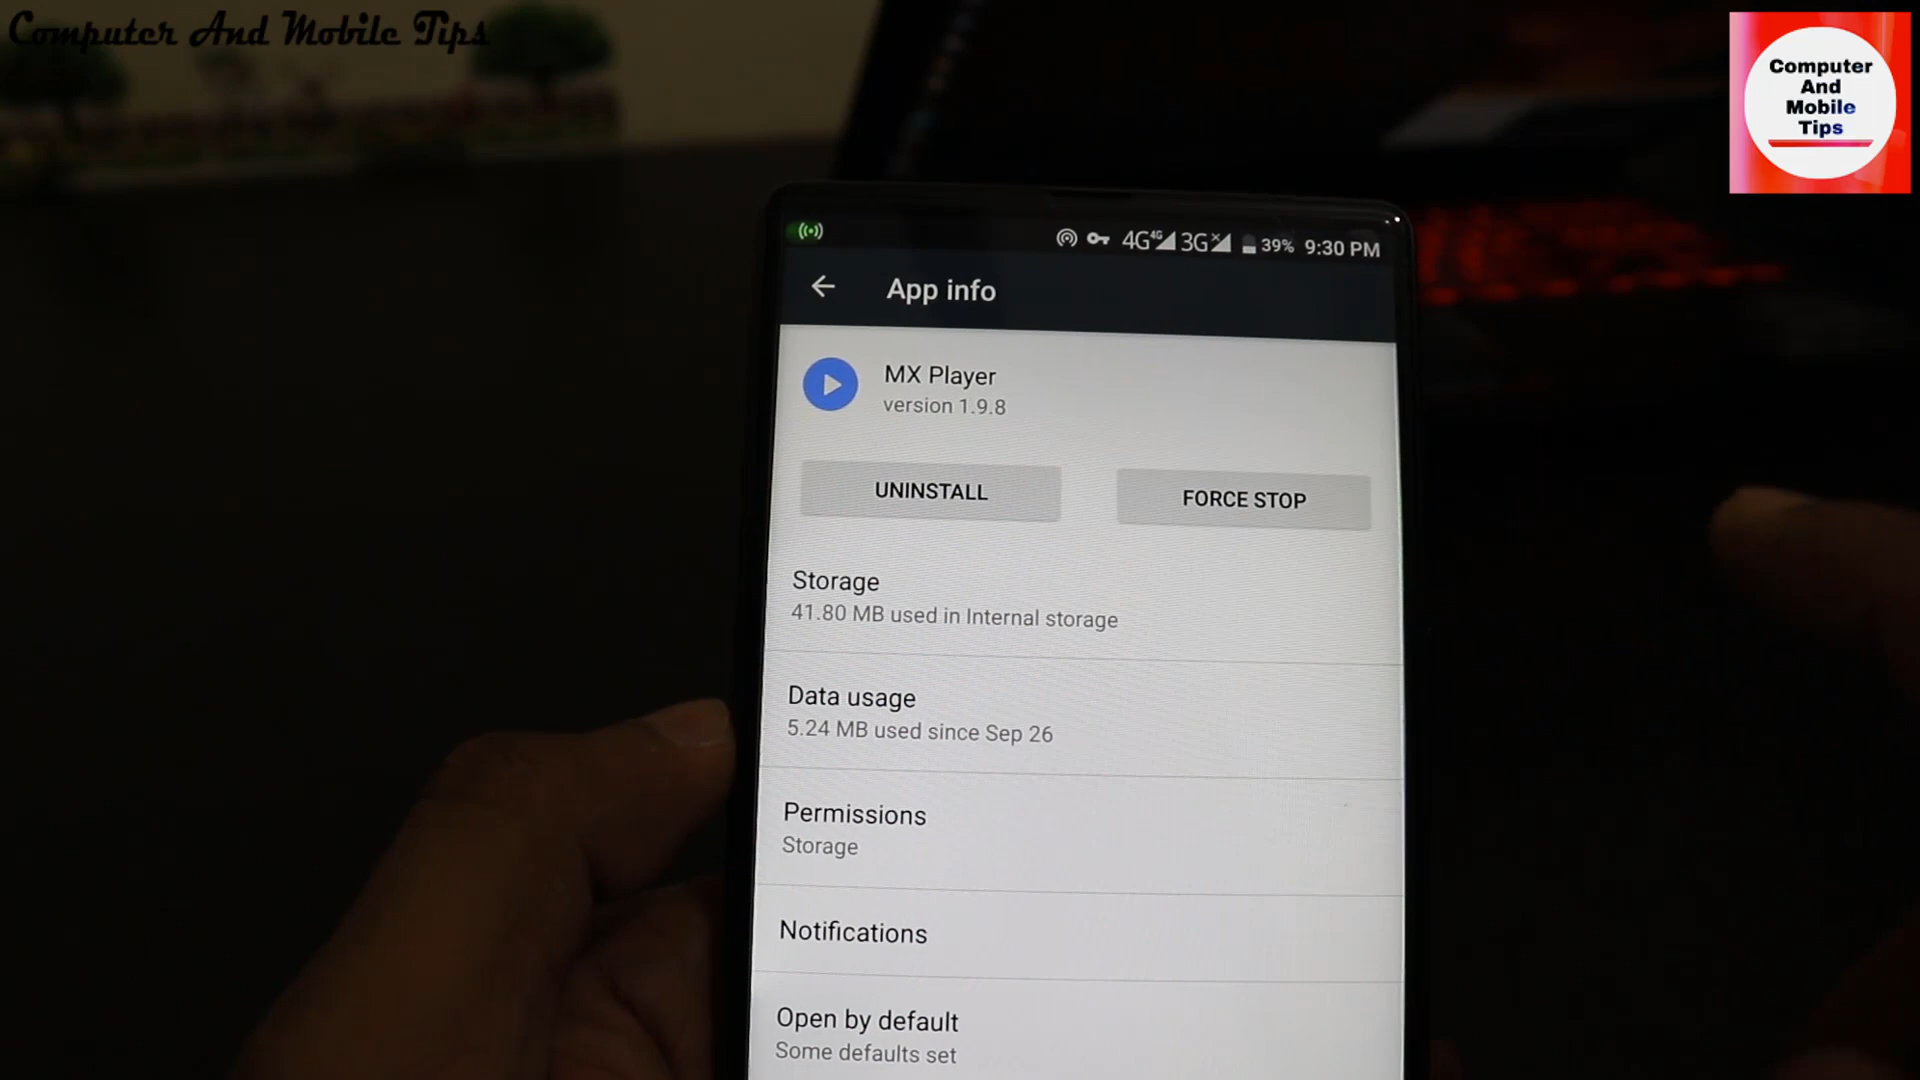 Computer And Mobile Tips
Computer
And
Mobile
Tips
4G 4G 3G 39% 9:30 PM
App info
MX Player
version 1.9.8
UNINSTALL
FORCE STOP
Storage
41.80 MB used in Internal storage
Data usage
5.24 MB used since Sep 26
Permissions
Storage
Notifications
Open by default
Some defaults set